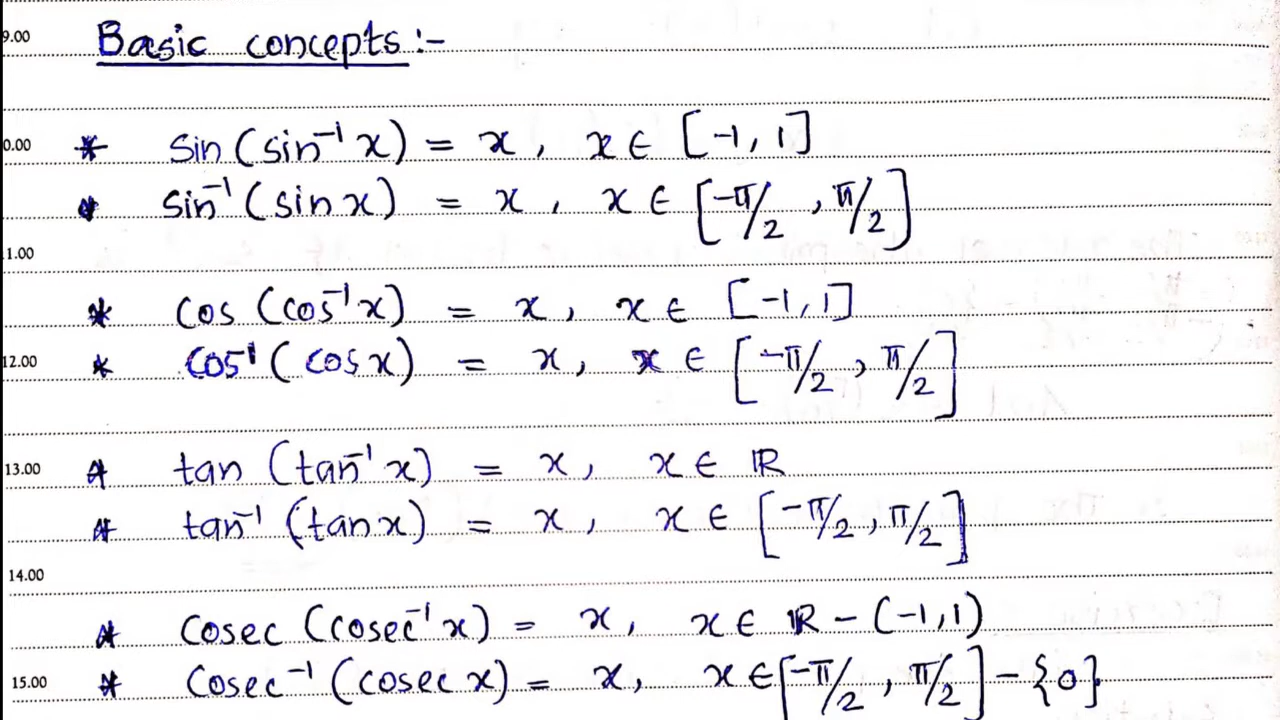 9.00
Basic concepts :-
0.00 * Sin (sin⁻¹ x) = x, x ∈ [-1, 1]
* sin⁻¹ (sin x) = x, x ∈ [-π/2, π/2]
1.00
* cos (cos⁻¹ x) = x, x ∈ [-1, 1]
12.00 * cos⁻¹ (cos x) = x, x ∈ [-π/2, π/2]
13.00 * tan (tan⁻¹ x) = x, x ∈ ℝ
* tan⁻¹ (tan x) = x, x ∈ [-π/2, π/2]
14.00
* Cosec (cosec⁻¹ x) = x, x ∈ ℝ - (-1, 1)
15.00 * Cosec⁻¹ (cosec x) = x, x ∈ [-π/2, π/2] - {0}